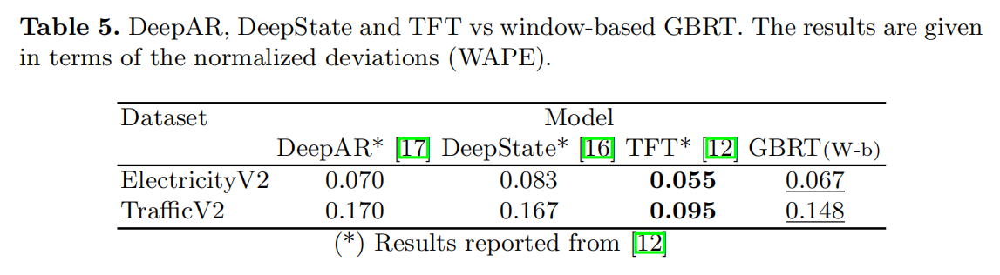 Table 5. DeepAR, DeepState and TFT vs window-based GBRT. The results are given
in terms of the normalized deviations (WAPE).
Dataset Model
DeepAR* [17] DeepState* [16] TFT* [12] GBRT(W-b)
ElectricityV2 0.070 0.083 0.055 0.067
TrafficV2 0.170 0.167 0.095 0.148
(*) Results reported from [12]